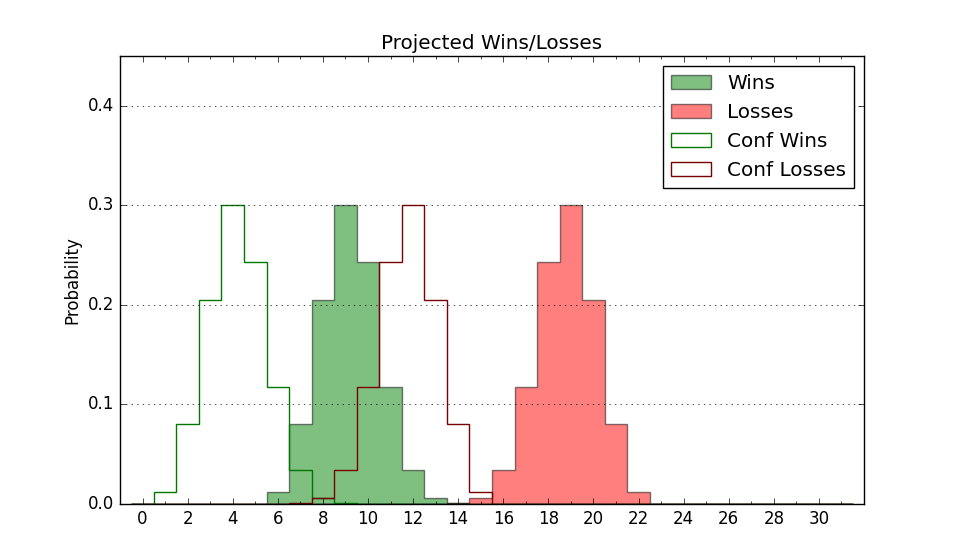 Projected Wins/Losses
Wins
Losses
Conf Wins
Conf Losses
Probability
0.4
0.3
0.2
0.1
0.0
0 2 4 6 8 10 12 14 16 18 20 22 24 26 28 30